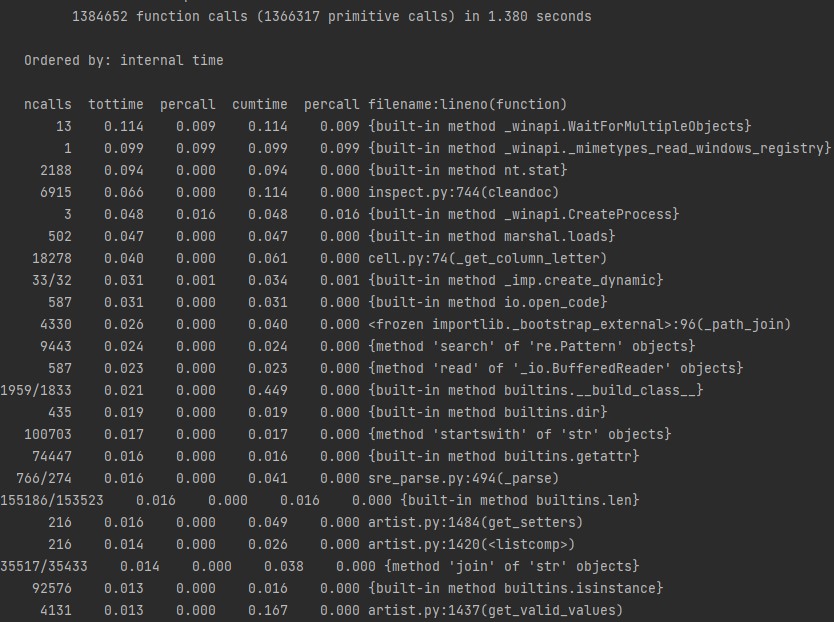 1384652 function calls (1366317 primitive calls) in 1.380 seconds
Ordered by: internal time
ncalls tottime percall cumtime percall filename:lineno(function)
13 0.114 0.009 0.114 0.009 {built-in method _winapi.WaitForMultipleObjects}
1 0.099 0.099 0.099 0.099 {built-in method _winapi._mimetypes_read_windows_registry}
2188 0.094 0.000 0.094 0.000 {built-in method nt.stat}
6915 0.066 0.000 0.114 0.000 inspect.py:744(cleandoc)
3 0.048 0.016 0.048 0.016 {built-in method _winapi.CreateProcess}
502 0.047 0.000 0.047 0.000 {built-in method marshal.loads}
18278 0.040 0.000 0.061 0.000 cell.py:74(_get_column_letter)
33/32 0.031 0.001 0.034 0.001 {built-in method _imp.create_dynamic}
587 0.031 0.000 0.031 0.000 {built-in method io.open_code}
4330 0.026 0.000 0.040 0.000 <frozen importlib._bootstrap_external>:96(_path_join)
9443 0.024 0.000 0.024 0.000 {method 'search' of 're.Pattern' objects}
587 0.023 0.000 0.023 0.000 {method 'read' of '_io.BufferedReader' objects}
1959/1833 0.021 0.000 0.449 0.000 {built-in method builtins.__build_class__}
435 0.019 0.000 0.019 0.000 {built-in method builtins.dir}
100703 0.017 0.000 0.017 0.000 {method 'startswith' of 'str' objects}
74447 0.016 0.000 0.016 0.000 {built-in method builtins.getattr}
766/274 0.016 0.000 0.041 0.000 sre_parse.py:494(_parse)
155186/153523 0.016 0.000 0.016 0.000 {built-in method builtins.len}
216 0.016 0.000 0.049 0.000 artist.py:1484(get_setters)
216 0.014 0.000 0.026 0.000 artist.py:1420(<listcomp>)
35517/35433 0.014 0.000 0.038 0.000 {method 'join' of 'str' objects}
92576 0.013 0.000 0.016 0.000 {built-in method builtins.isinstance}
4131 0.013 0.000 0.167 0.000 artist.py:1437(get_valid_values)